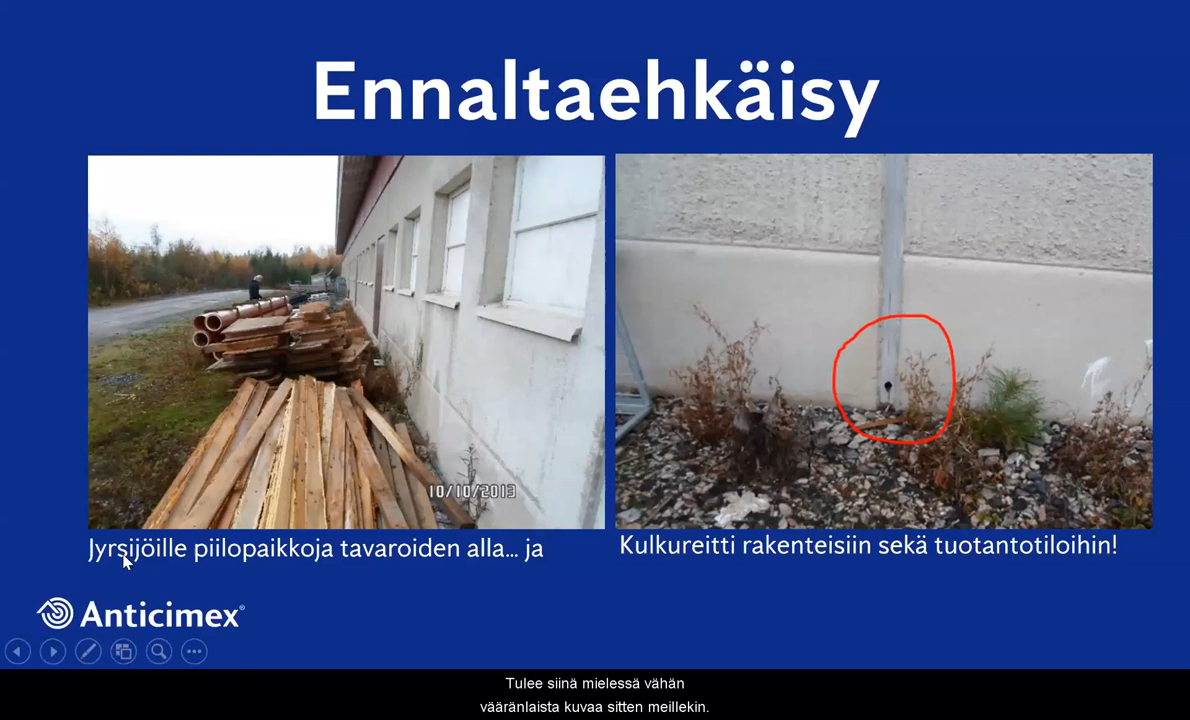 Ennaltaehkäisy
10/10/2013
Jyrsijöille piilopaikkoja tavaroiden alla... ja
Kulkureitti rakenteisiin sekä tuotantotiloihin!
Anticimex®
Tulee siinä mielessä vähän
vääränlaista kuvaa sitten meillekin.